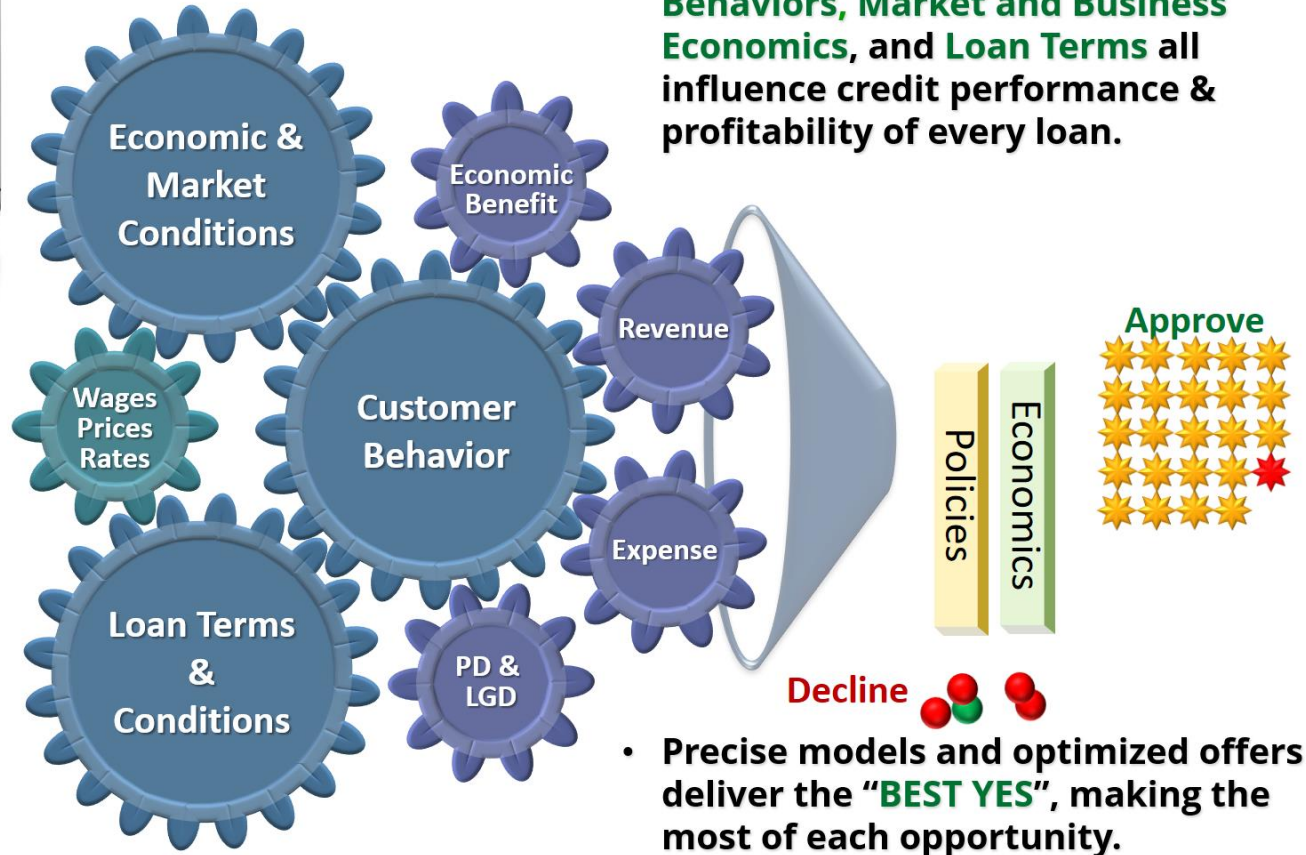 Behaviors, Market and Business
Economics, and Loan Terms all
influence credit performance &
profitability of every loan.
Economic &
Market
Conditions
Economic
Benefit
Revenue
Wages
Prices
Rates
Customer
Behavior
Expense
Loan Terms
&
Conditions
PD &
LGD
Policies
Economics
Approve
Decline
• Precise models and optimized offers
deliver the “BEST YES”, making the
most of each opportunity.